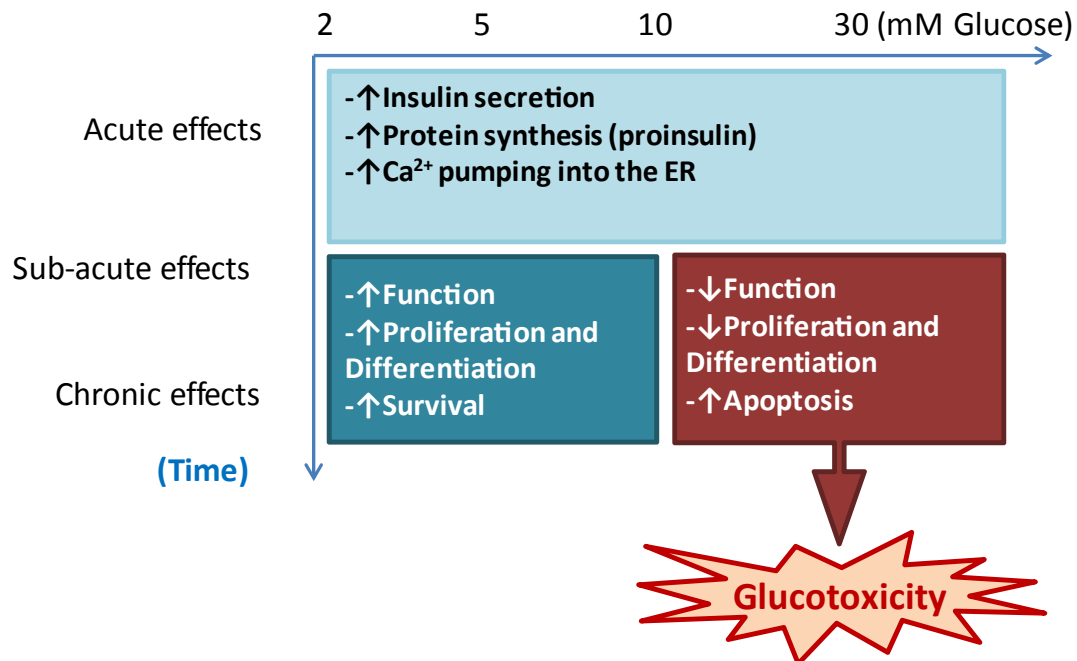 2 5 10 30 (mM Glucose)
Acute effects
-↑Insulin secretion
-↑Protein synthesis (proinsulin)
-↑Ca²⁺ pumping into the ER
Sub-acute effects
Chronic effects
(Time)
-↑Function
-↑Proliferation and
Differentiation
-↑Survival
-↓Function
-↓Proliferation and
Differentiation
-↑Apoptosis
Glucotoxicity